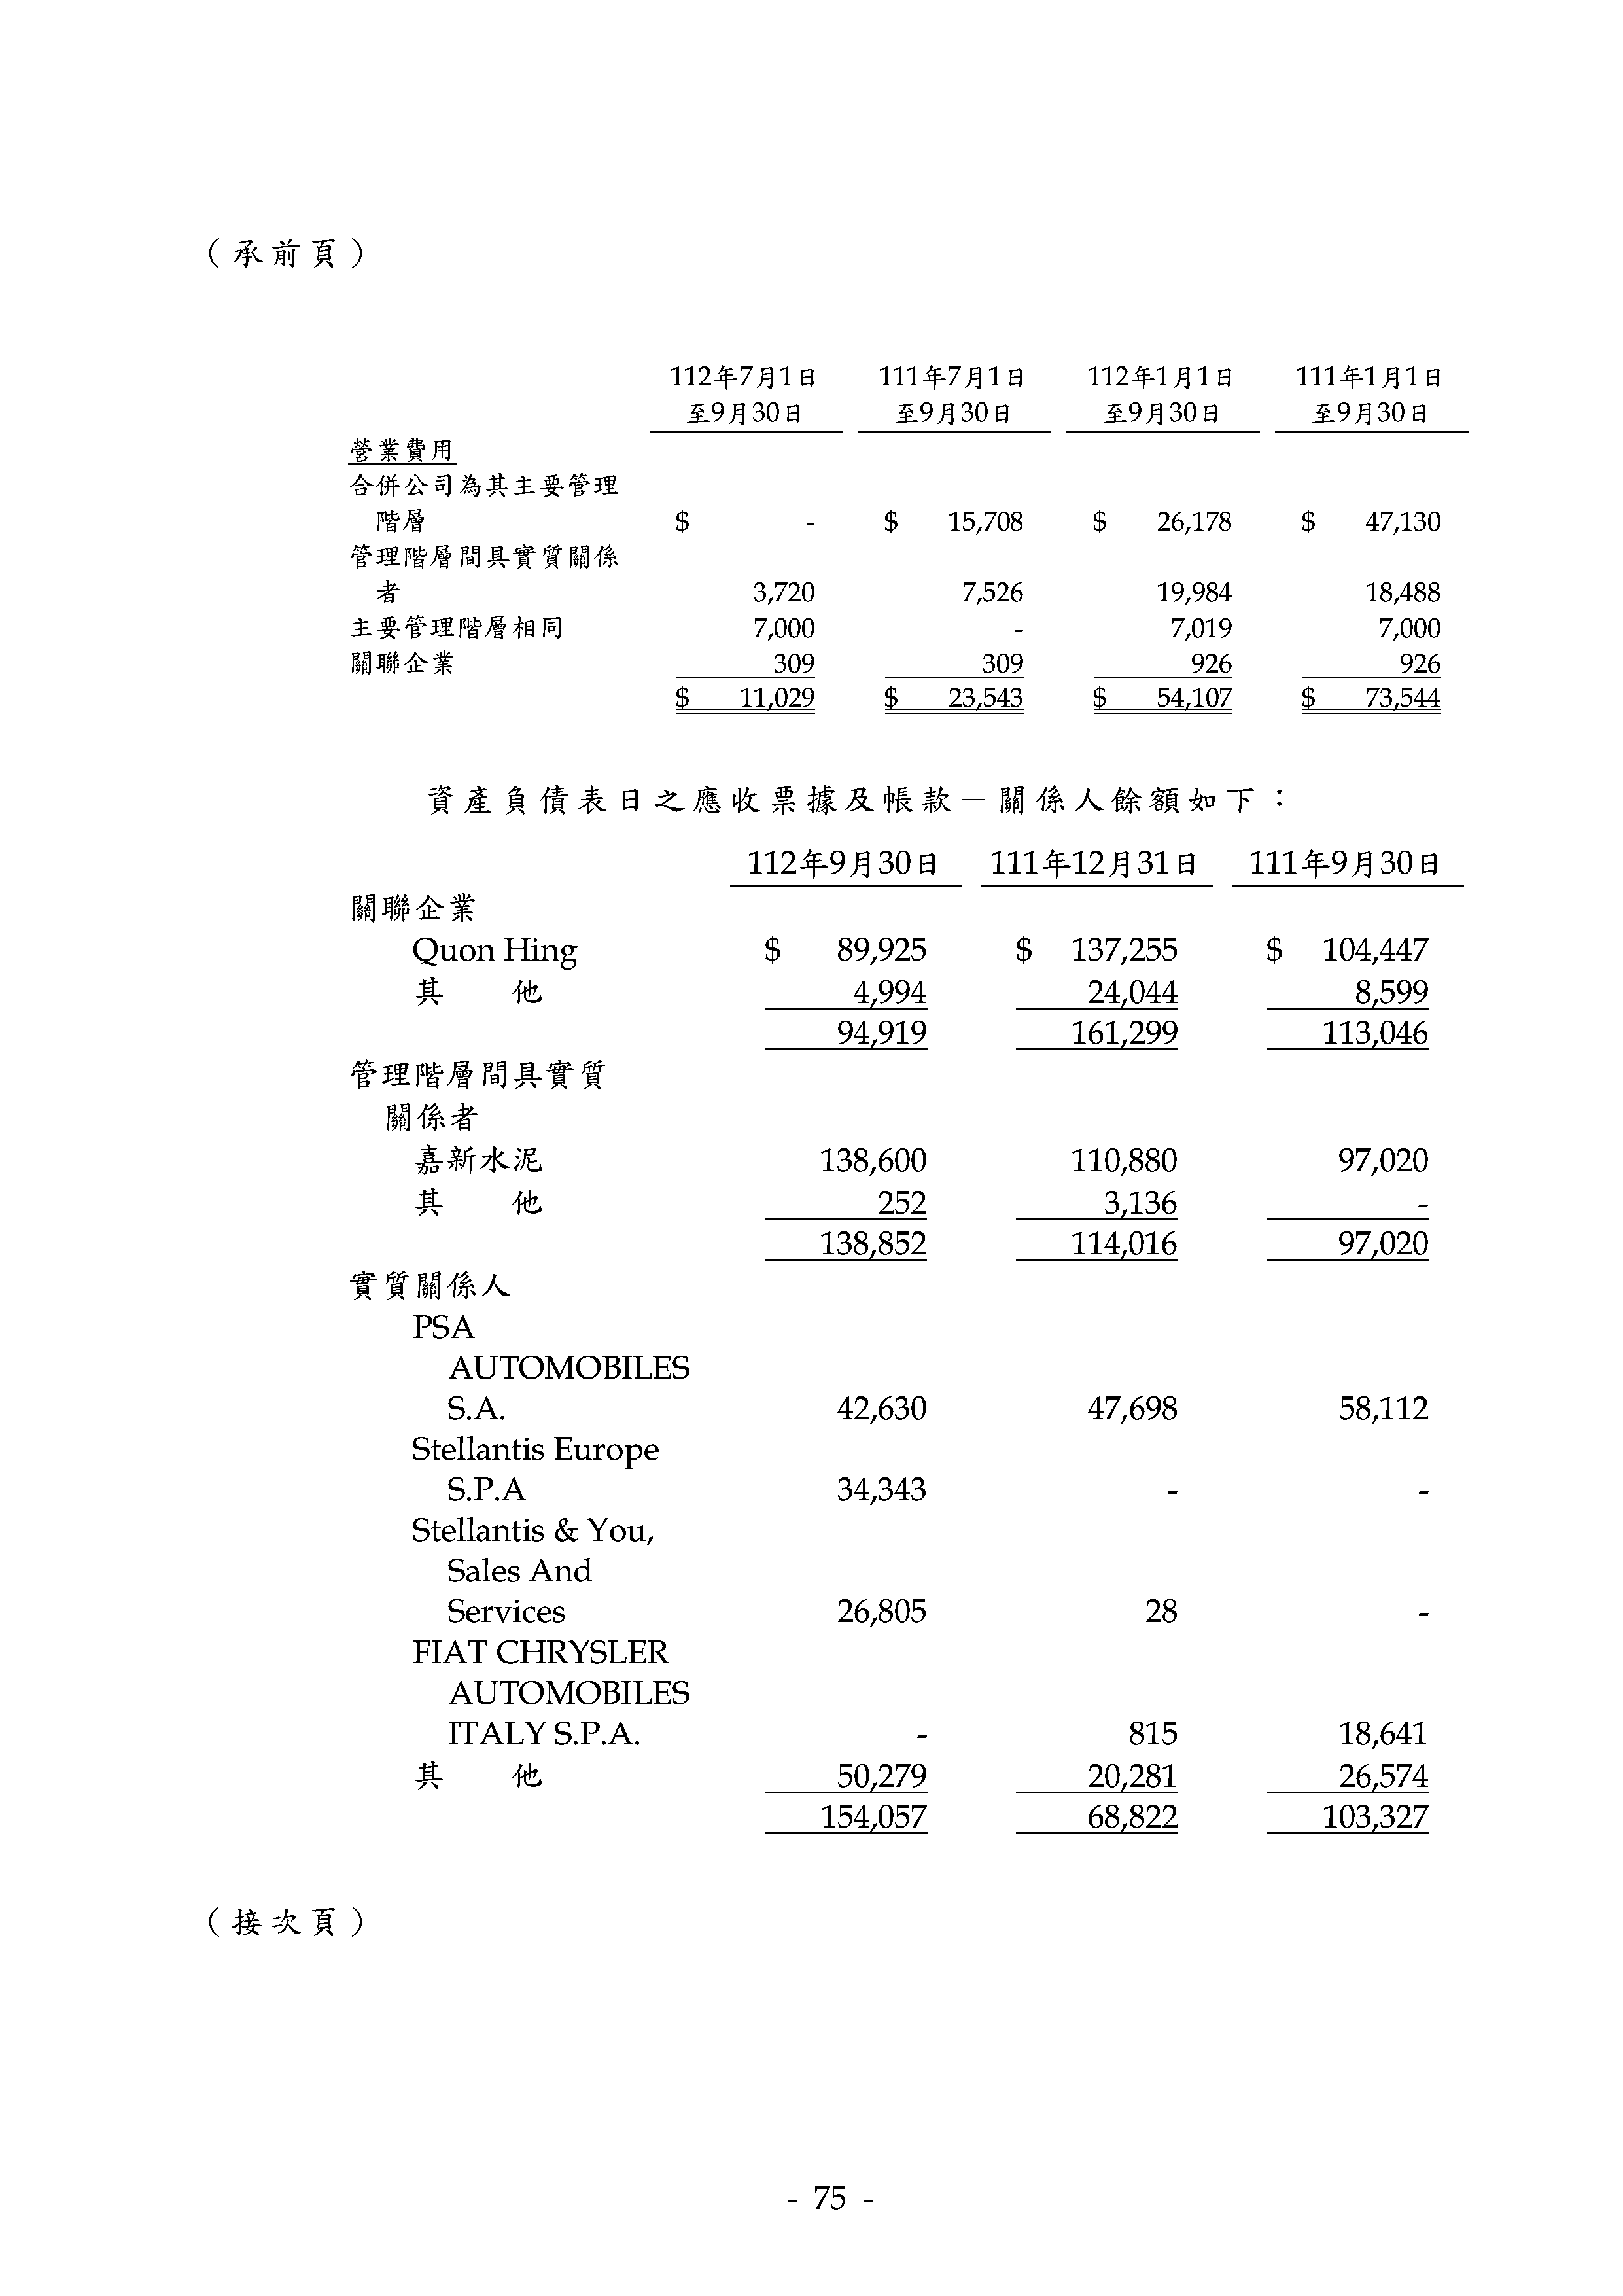 （承前頁）
112年7月1日 111年7月1日 112年1月1日 111年1月1日
至9月30日 至9月30日 至9月30日 至9月30日
營業費用
合併公司為其主要管理
階層 $ - $ 15,708 $ 26,178 $ 47,130
管理階層間具實質關係
者 3,720 7,526 19,984 18,488
主要管理階層相同 7,000 - 7,019 7,000
關聯企業 309 309 926 926
$ 11,029 $ 23,543 $ 54,107 $ 73,544
資產負債表日之應收票據及帳款－關係人餘額如下：
112年9月30日 111年12月31日 111年9月30日
關聯企業
Quon Hing $ 89,925 $ 137,255 $ 104,447
其　　他 4,994 24,044 8,599
94,919 161,299 113,046
管理階層間具實質
關係者
嘉新水泥 138,600 110,880 97,020
其　　他 252 3,136 -
138,852 114,016 97,020
實質關係人
PSA
AUTOMOBILES
S.A. 42,630 47,698 58,112
Stellantis Europe
S.P.A 34,343 - -
Stellantis & You,
Sales And
Services 26,805 28 -
FIAT CHRYSLER
AUTOMOBILES
ITALY S.P.A. - 815 18,641
其　　他 50,279 20,281 26,574
154,057 68,822 103,327
（接次頁）
- 75 -